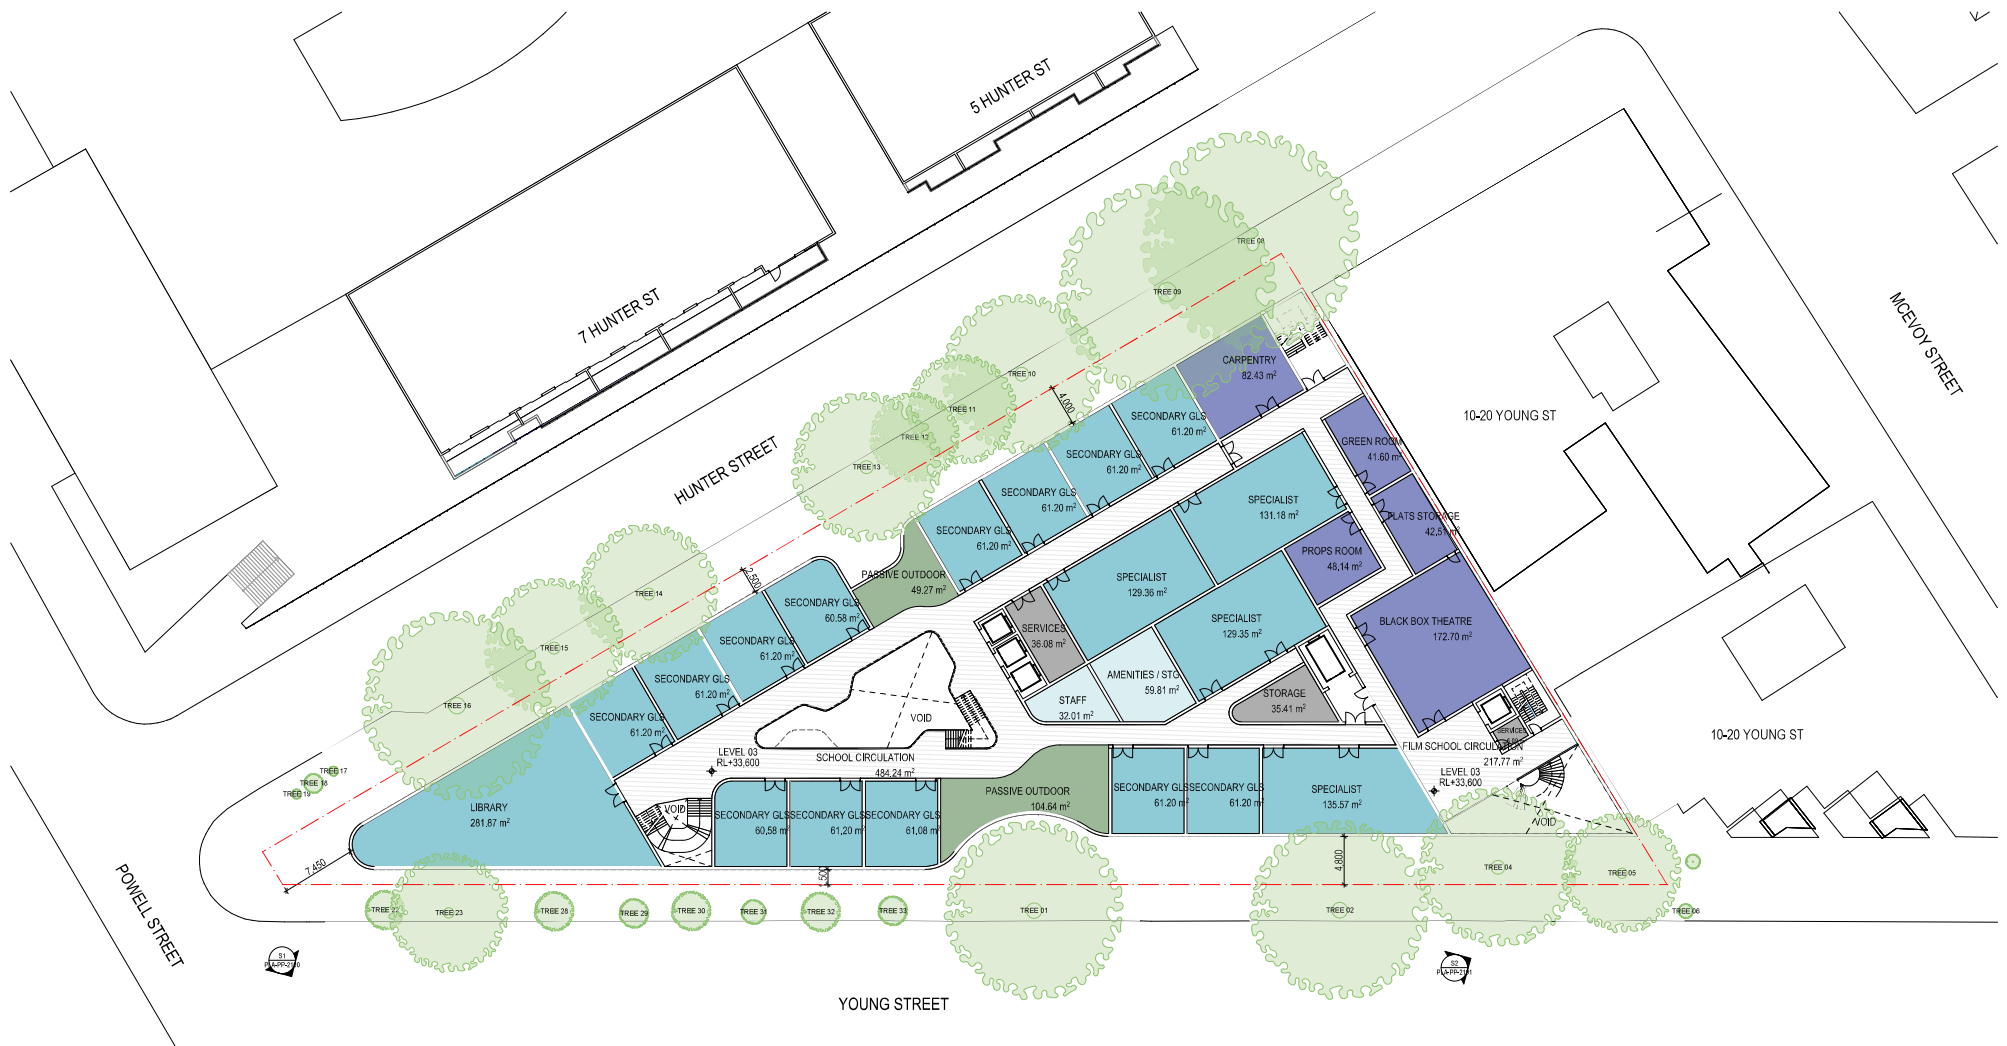 5 HUNTER ST
7 HUNTER ST
HUNTER STREET
MCEVOY STREET
POWELL STREET
YOUNG STREET
10-20 YOUNG ST
10-20 YOUNG ST
TREE 08
TREE 09
TREE 10
TREE 11
TREE 12
TREE 13
TREE 14
TREE 15
TREE 16
TREE 17
TREE 18
TREE 19
4,000
2,500
7,450
4,800
CARPENTRY
82.43 m²
SECONDARY GLS
61.20 m²
SECONDARY GLS
61.20 m²
SECONDARY GLS
61.20 m²
SECONDARY GLS
61.20 m²
GREEN ROOM
41.60 m²
FLATS STORAGE
42.51 m²
SPECIALIST
131.18 m²
PROPS ROOM
48.14 m²
PASSIVE OUTDOOR
49.27 m²
SPECIALIST
129.36 m²
SECONDARY GLS
60.58 m²
SERVICES
36.08 m²
SPECIALIST
129.35 m²
BLACK BOX THEATRE
172.70 m²
SECONDARY GLS
61.20 m²
SECONDARY GLS
61.20 m²
AMENITIES / STG
59.81 m²
STAFF
32.01 m²
STORAGE
35.41 m²
SECONDARY GLS
61.20 m²
VOID
SERVICES
LEVEL 03
RL+33,600
SCHOOL CIRCULATION
484.24 m²
FILM SCHOOL CIRCULATION
217.77 m²
LEVEL 03
RL+33,600
LIBRARY
281.87 m²
VOID
SECONDARY GLS
60.58 m²
SECONDARY GLS
61.20 m²
SECONDARY GLS
61.08 m²
PASSIVE OUTDOOR
104.64 m²
SECONDARY GLS
61.20 m²
SECONDARY GLS
61.20 m²
SPECIALIST
135.57 m²
VOID
TREE 04
TREE 05
TREE 23
TREE 28
TREE 29
TREE 30
TREE 31
TREE 32
TREE 33
TREE 01
TREE 02
TREE 06
S1
S2